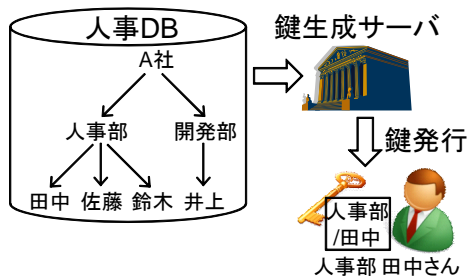 人事DB
鍵生成サーバ
A社
人事部 開発部
田中 佐藤 鈴木 井上
鍵発行
人事部
/田中
人事部 田中さん